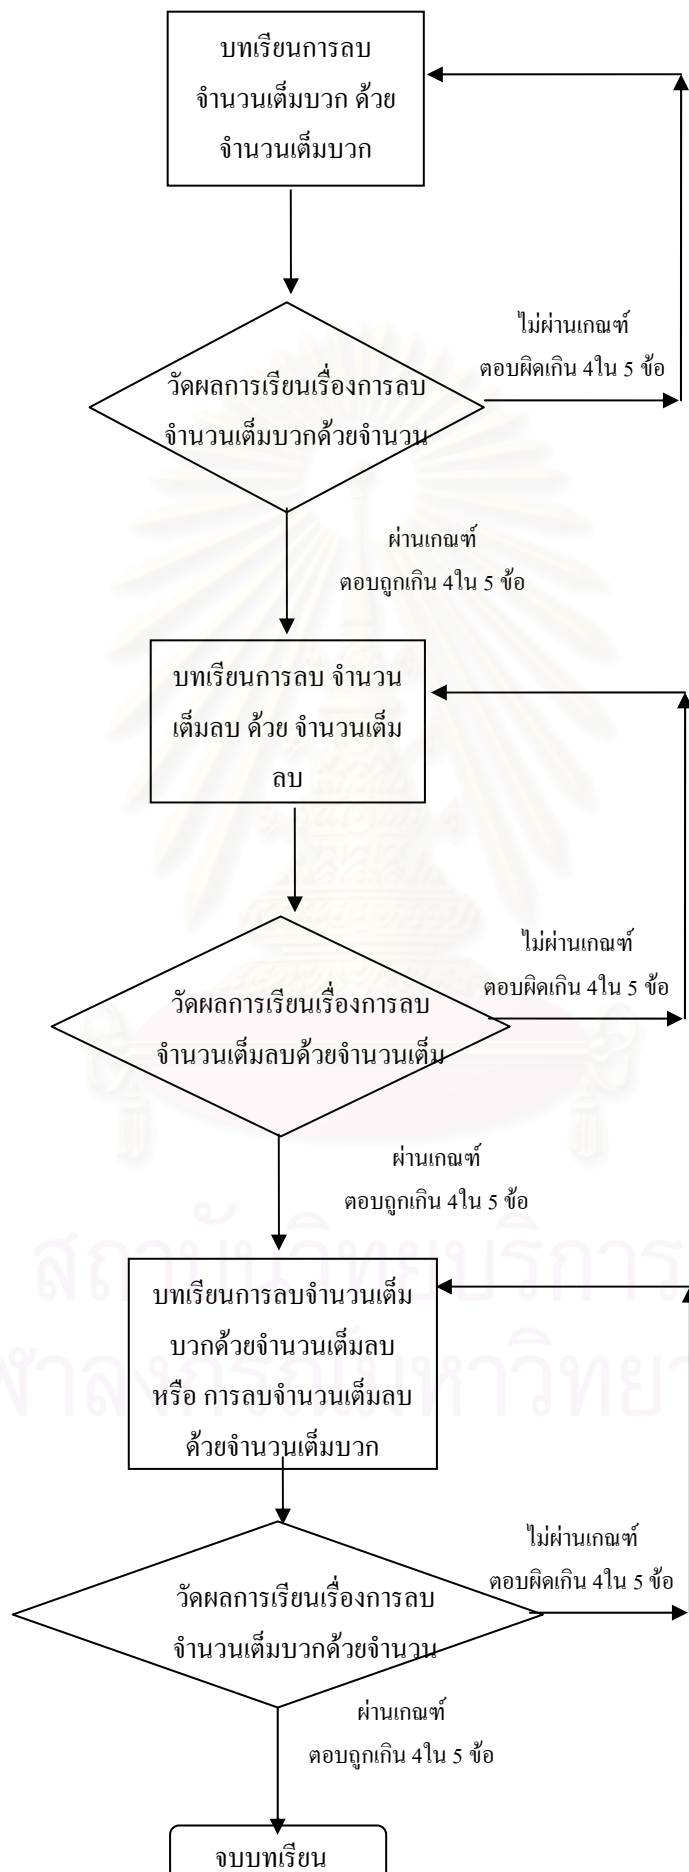 บทเรียนการลบ
จำนวนเต็มบวก ด้วย
จำนวนเต็มบวก
ไม่ผ่านเกณฑ์
ตอบผิดเกิน 4ใน 5 ข้อ
วัดผลการเรียนเรื่องการลบ
จำนวนเต็มบวกด้วยจำนวน
ผ่านเกณฑ์
ตอบถูกเกิน 4ใน 5 ข้อ
บทเรียนการลบ จำนวน
เต็มลบ ด้วย จำนวนเต็ม
ลบ
ไม่ผ่านเกณฑ์
ตอบผิดเกิน 4ใน 5 ข้อ
วัดผลการเรียนเรื่องการลบ
จำนวนเต็มลบด้วยจำนวนเต็ม
ผ่านเกณฑ์
ตอบถูกเกิน 4ใน 5 ข้อ
สถาบันวิทยบริการ
บทเรียนการลบจำนวนเต็ม
บวกด้วยจำนวนเต็มลบ
หรือ การลบจำนวนเต็มลบ
ด้วยจำนวนเต็มบวก
ไม่ผ่านเกณฑ์
ตอบผิดเกิน 4ใน 5 ข้อ
วัดผลการเรียนเรื่องการลบ
จำนวนเต็มบวกด้วยจำนวน
ผ่านเกณฑ์
ตอบถูกเกิน 4ใน 5 ข้อ
จบบทเรียน